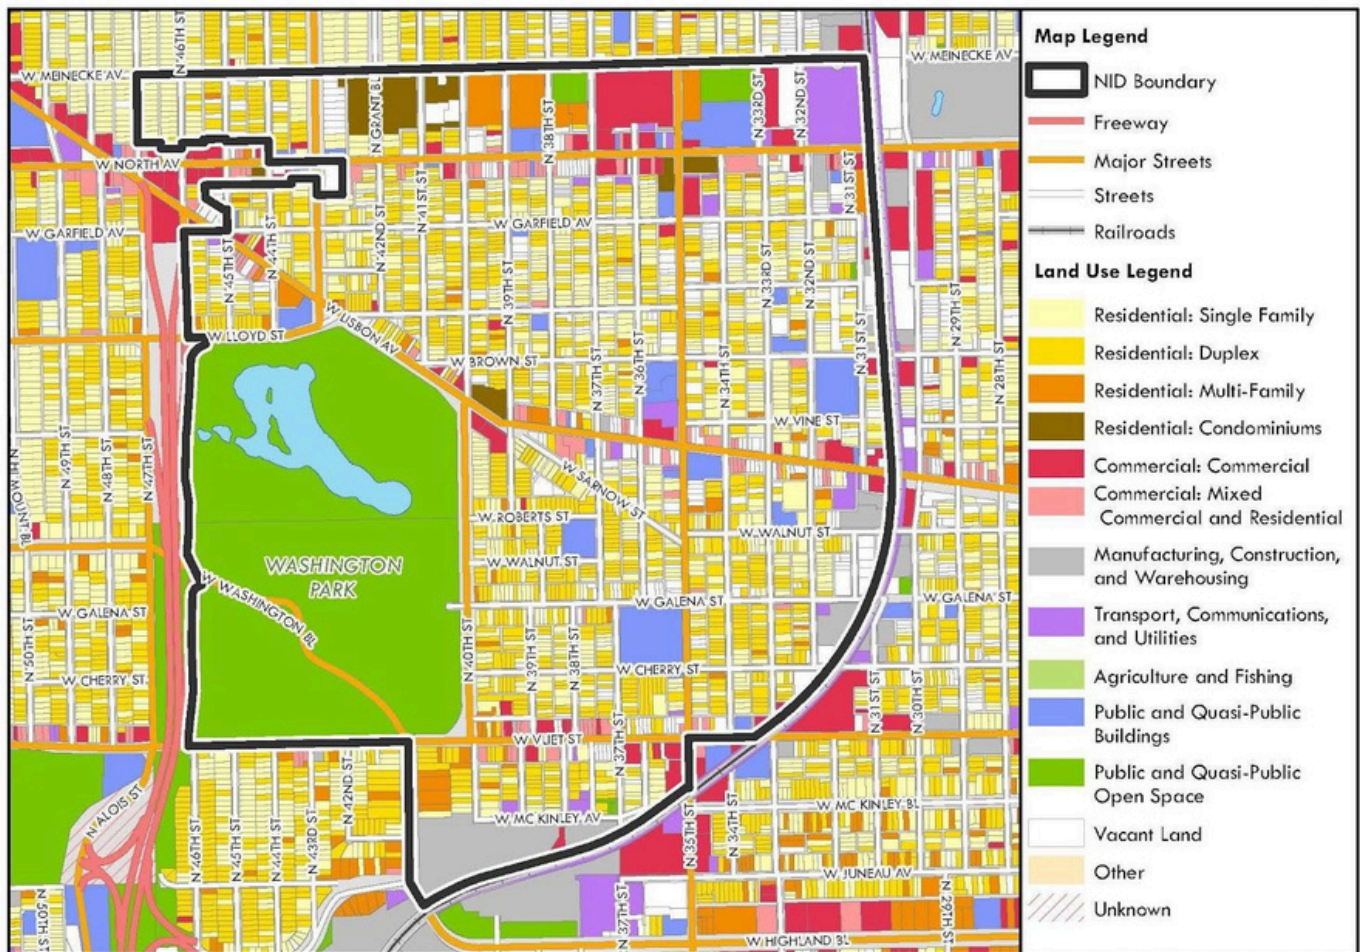 N 46TH ST
W MEINECKE AV
W MEINECKE AV
N GRANT BL
N 38TH ST
N 33RD ST
N 32ND ST
W NORTH AV
N 31 ST ST
N 41 ST ST
N 42ND ST
W GARFIELD AV
W GARFIELD AV
N 45TH ST
N 44TH ST
N 39TH ST
N 33RD ST
N 32ND ST
N 29TH ST
W LISBON AV
W LLOYD ST
N 31 ST ST
W BROWN ST
N 37TH ST
N 36TH ST
N 34TH ST
N 28TH ST
W VINE ST
N 49TH ST
N 48TH ST
N 47TH ST
W SARNOW ST
W ROBERTS ST
W WALNUT ST
W WALNUT ST
WASHINGTON
PARK
W WASHINGTON BL
W GALENA ST
W GALENA ST
W GALENA ST
N 50TH ST
N 40TH ST
N 39TH ST
N 38TH ST
W CHERRY ST
W CHERRY ST
N 31 ST ST
N 30TH ST
W VLIET ST
N 37TH ST
N 42ND ST
N ALOIS ST
W MC KINLEY AV
W MC KINLEY BL
N 46TH ST
N 45TH ST
N 44TH ST
N 43RD ST
N 35TH ST
N 34TH ST
W JUNEAU AV
N 50TH ST
N 37TH ST
N 29TH ST
W HIGHLAND BL
Map Legend
NID Boundary
Freeway
Major Streets
Streets
Railroads
Land Use Legend
Residential: Single Family
Residential: Duplex
Residential: Multi-Family
Residential: Condominiums
Commercial: Commercial
Commercial: Mixed
Commercial and Residential
Manufacturing, Construction,
and Warehousing
Transport, Communications,
and Utilities
Agriculture and Fishing
Public and Quasi-Public
Buildings
Public and Quasi-Public
Open Space
Vacant Land
Other
Unknown